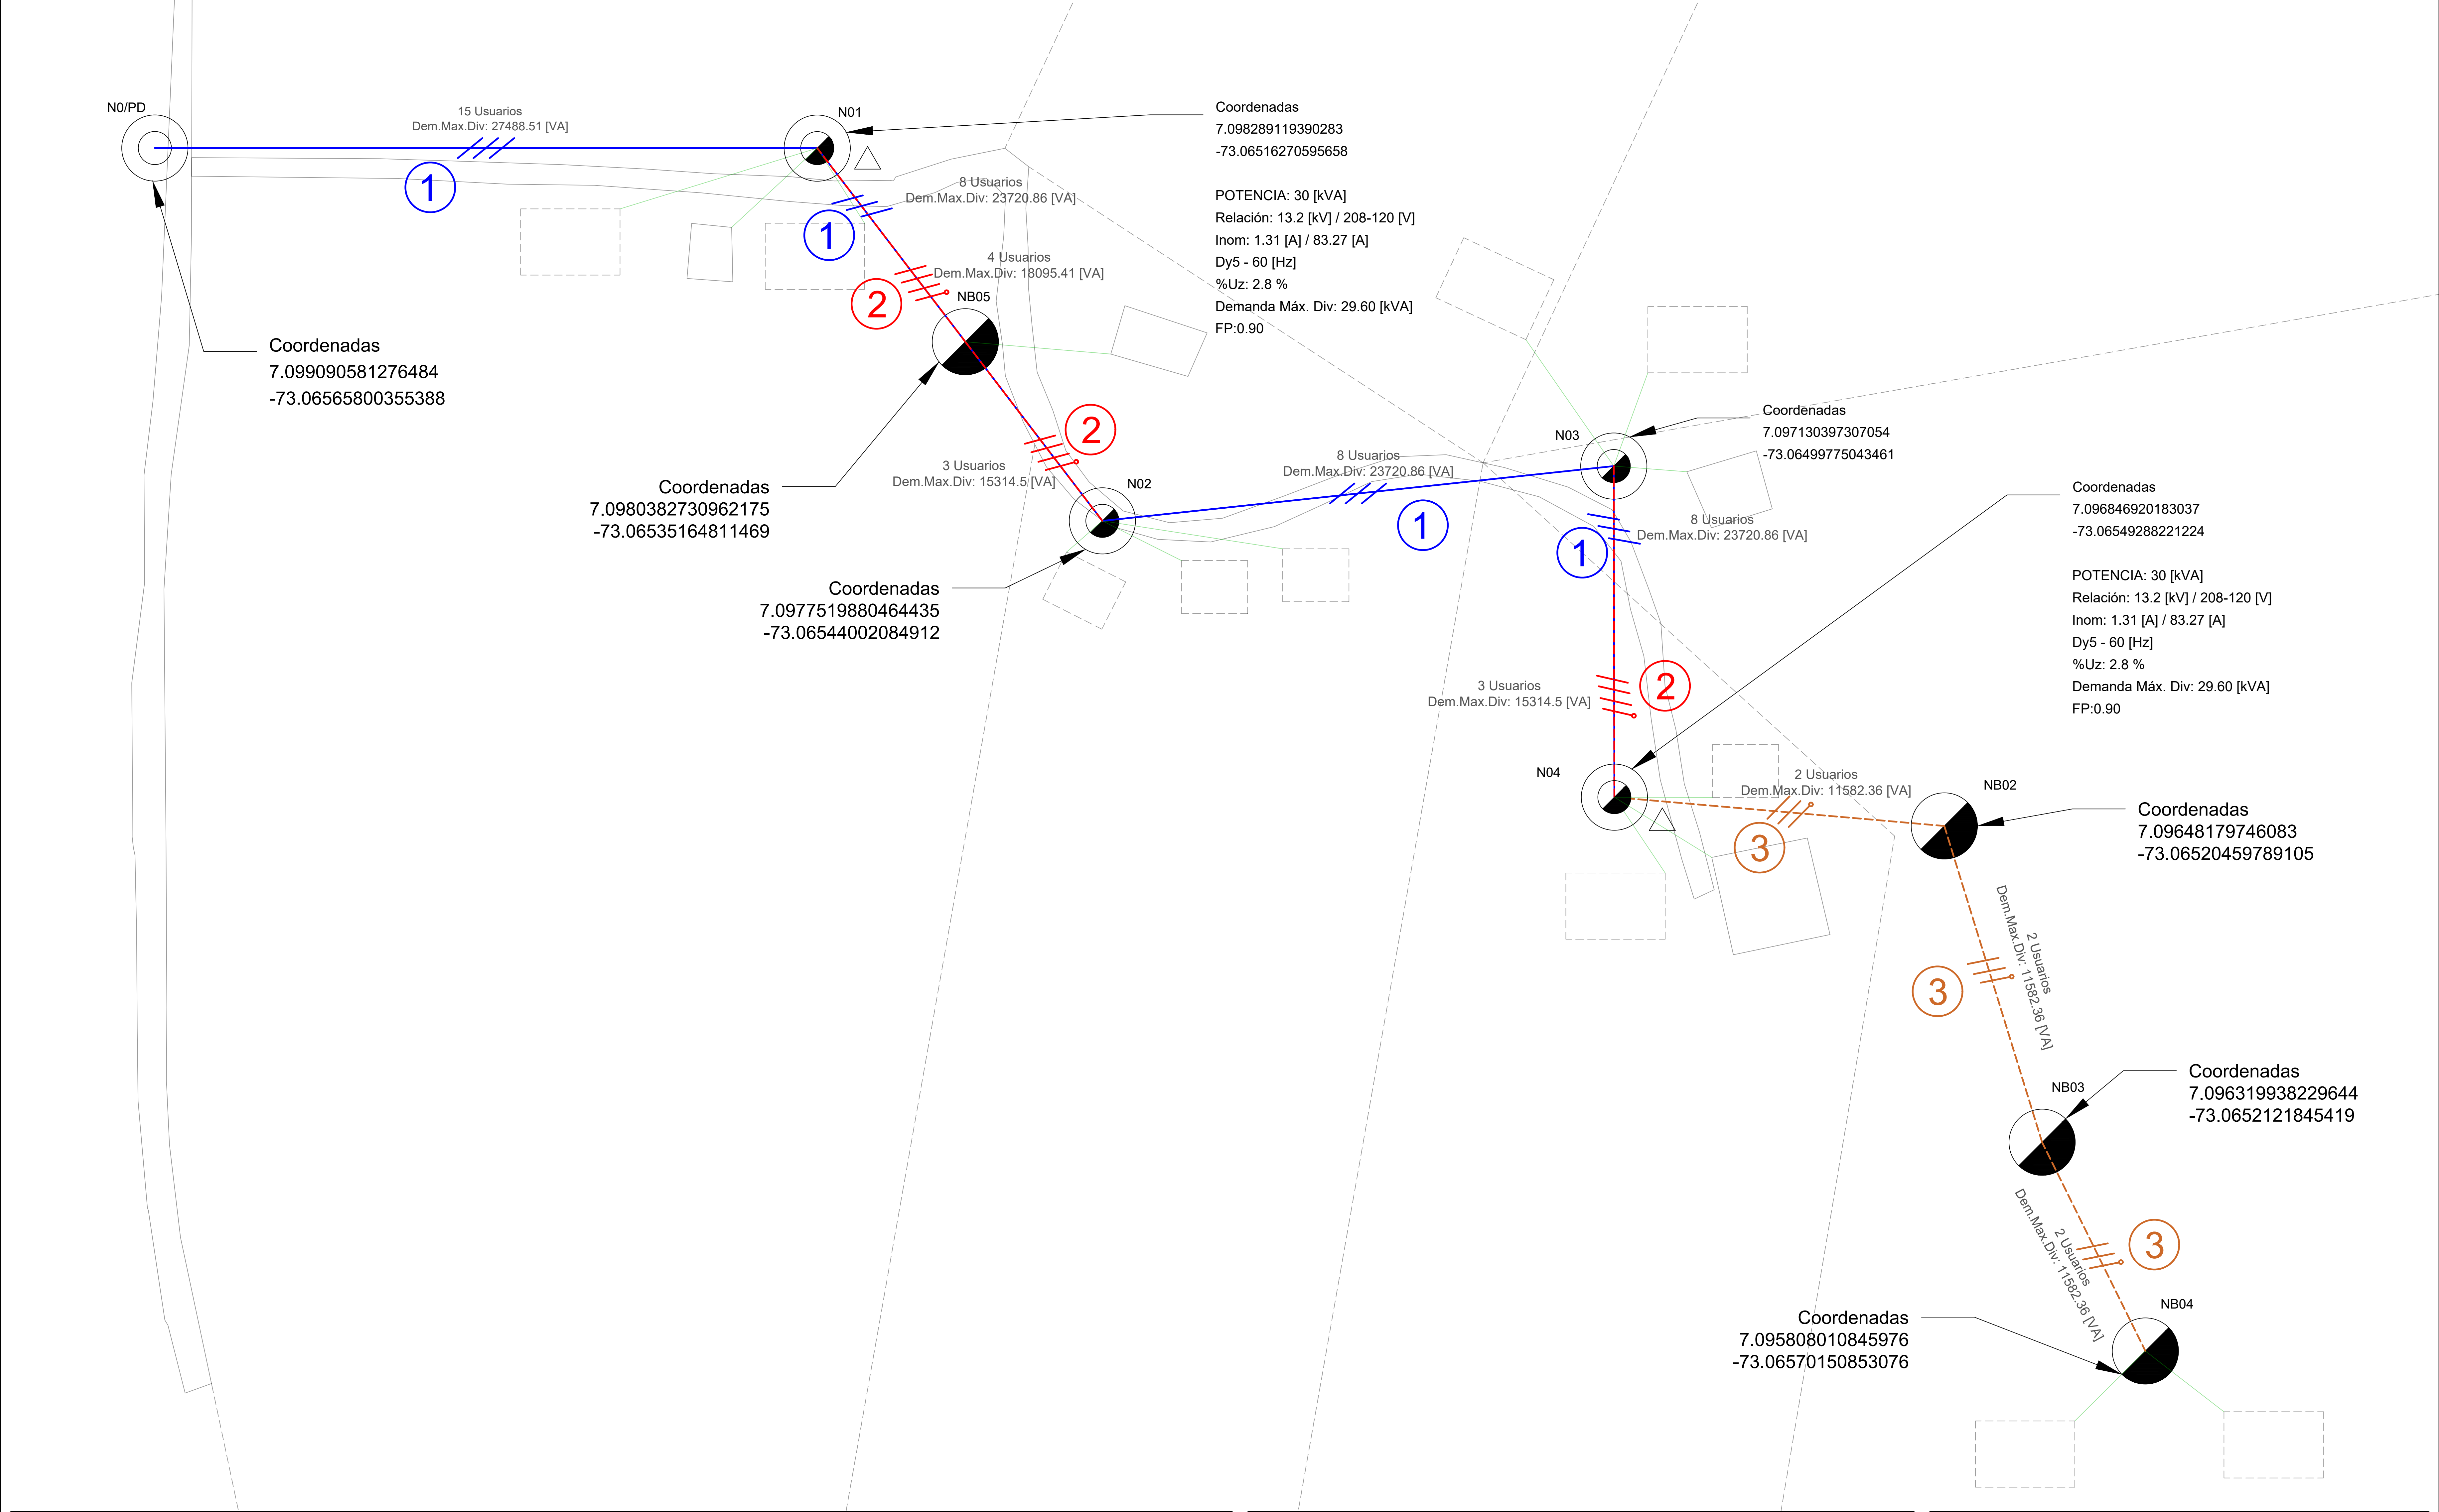 N0/PD
15 Usuarios
Dem.Max.Div: 27488.51 [VA]
1
N01
Coordenadas
7.098289119390283
-73.06516270595658
POTENCIA: 30 [kVA]
Relación: 13.2 [kV] / 208-120 [V]
Inom: 1.31 [A] / 83.27 [A]
Dy5 - 60 [Hz]
%Uz: 2.8 %
Demanda Máx. Div: 29.60 [kVA]
FP:0.90
8 Usuarios
Dem.Max.Div: 23720.86 [VA]
1
4 Usuarios
Dem.Max.Div: 18095.41 [VA]
2
NB05
Coordenadas
7.099090581276484
-73.06565800355388
2
3 Usuarios
Dem.Max.Div: 15314.5 [VA]
Coordenadas
7.0980382730962175
-73.06535164811469
N02
Coordenadas
7.0977519880464435
-73.06544002084912
8 Usuarios
Dem.Max.Div: 23720.86 [VA]
1
N03
Coordenadas
7.097130397307054
-73.06499775043461
8 Usuarios
Dem.Max.Div: 23720.86 [VA]
1
Coordenadas
7.096846920183037
-73.06549288221224
POTENCIA: 30 [kVA]
Relación: 13.2 [kV] / 208-120 [V]
Inom: 1.31 [A] / 83.27 [A]
Dy5 - 60 [Hz]
%Uz: 2.8 %
Demanda Máx. Div: 29.60 [kVA]
FP:0.90
3 Usuarios
Dem.Max.Div: 15314.5 [VA]
2
N04
2 Usuarios
Dem.Max.Div: 11582.36 [VA]
3
NB02
Coordenadas
7.09648179746083
-73.06520459789105
2 Usuarios
Dem.Max.Div: 11582.36 [VA]
3
NB03
Coordenadas
7.096319938229644
-73.0652121845419
2 Usuarios
Dem.Max.Div: 11582.36 [VA]
3
NB04
Coordenadas
7.095808010845976
-73.06570150853076